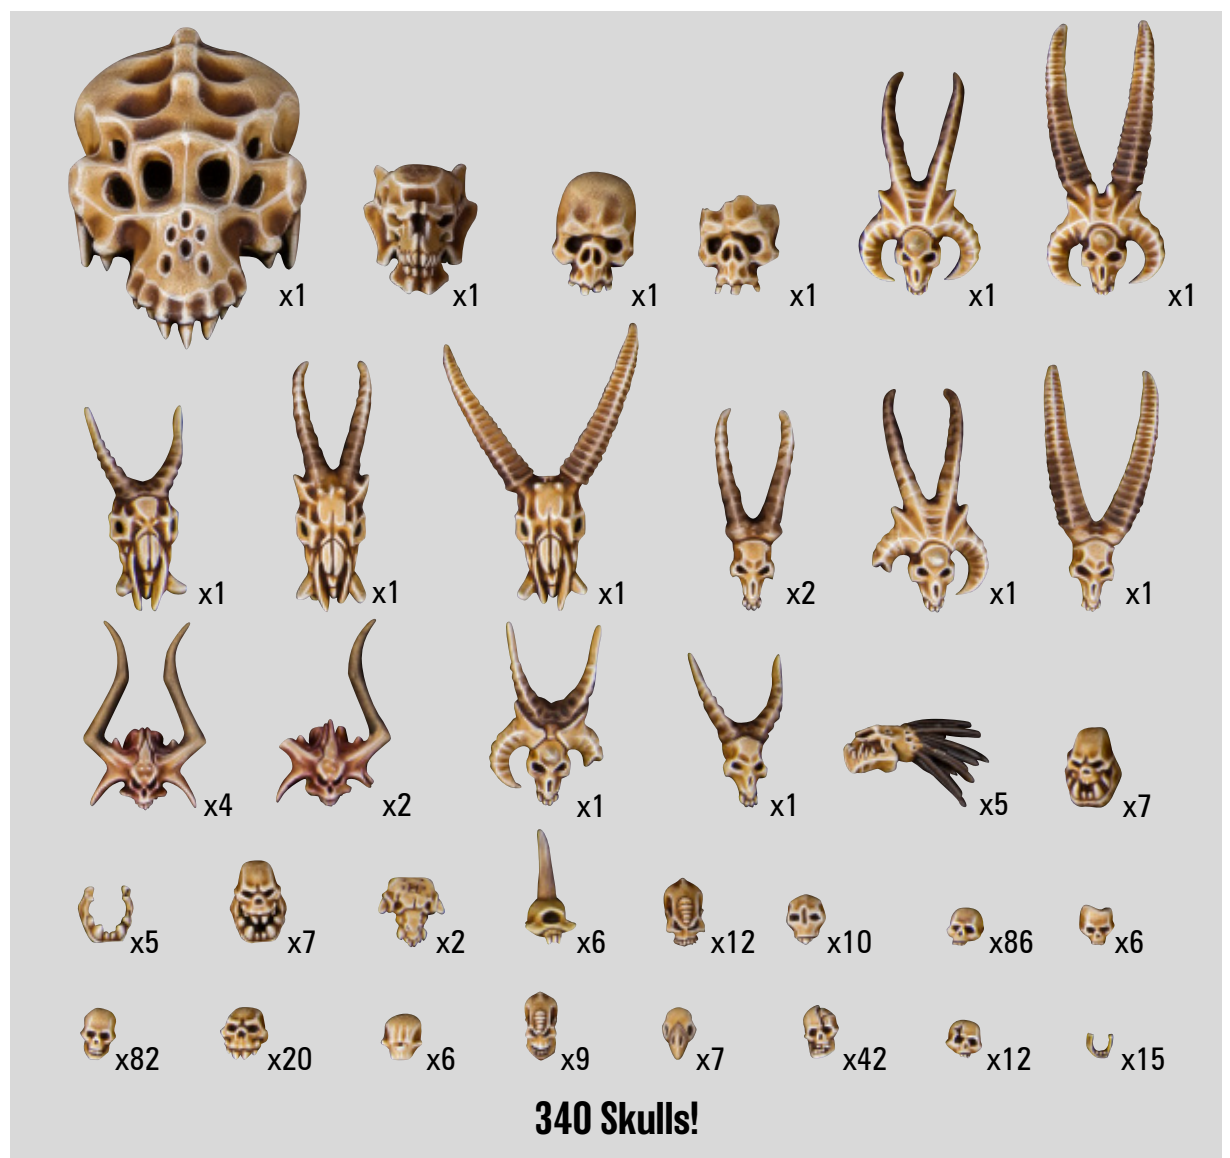 x1 x1 x1 x1 x1 x1
x1 x1 x1 x2 x1 x1
x4 x2 x1 x1 x5 x7
x5 x7 x2 x6 x12 x10 x86 x6
x82 x20 x6 x9 x7 x42 x12 x15
340 Skulls!